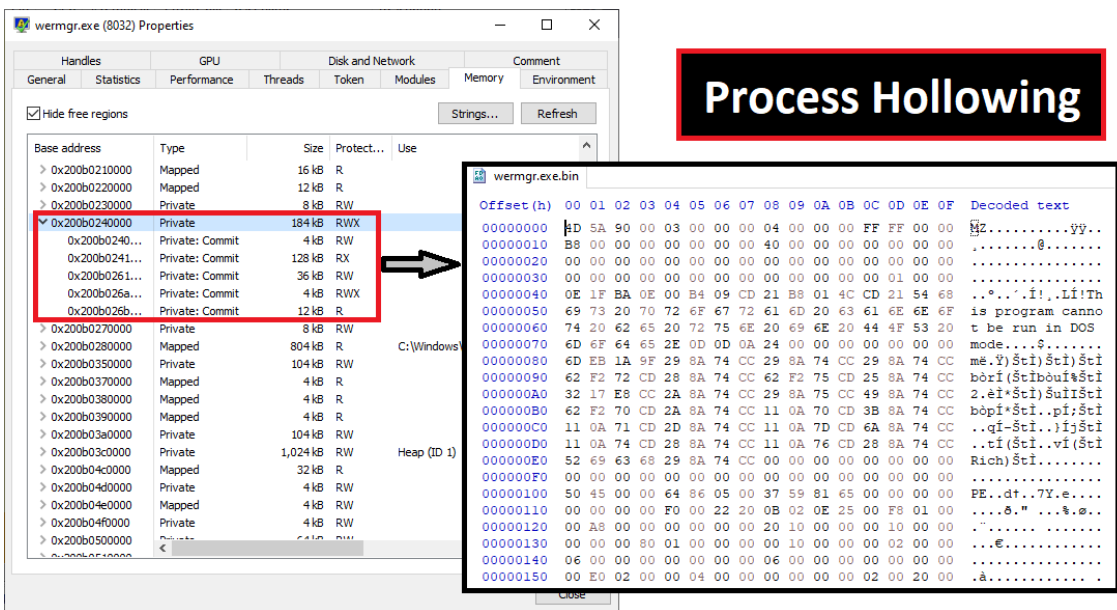 wermgr.exe (8032) Properties
Handles GPU Disk and Network Comment
General Statistics Performance Threads Token Modules Memory Environment
Hide free regions Strings... Refresh
Base address Type Size Protect... Use
0x200b0210000 Mapped 16 kB R
0x200b0220000 Mapped 12 kB R
0x200b0230000 Private 8 kB RW
0x200b0240000 Private 184 kB RWX
0x200b0240... Private: Commit 4 kB RW
0x200b0241... Private: Commit 128 kB RX
0x200b0261... Private: Commit 36 kB RW
0x200b026a... Private: Commit 4 kB RWX
0x200b026b... Private: Commit 12 kB R
0x200b0270000 Private 8 kB RW
0x200b0280000 Mapped 804 kB R C:\Windows\
0x200b0350000 Private 104 kB RW
0x200b0370000 Mapped 4 kB R
0x200b0380000 Mapped 4 kB R
0x200b0390000 Mapped 4 kB R
0x200b03a0000 Private 104 kB RW
0x200b03c0000 Private 1,024 kB RW Heap (ID 1)
0x200b04c0000 Mapped 32 kB R
0x200b04d0000 Private 4 kB RW
0x200b04e0000 Mapped 4 kB RW
0x200b04f0000 Private 4 kB RW
0x200b0500000 Private 64 kB RW
Close
Process Hollowing
wermgr.exe.bin
Offset(h) 00 01 02 03 04 05 06 07 08 09 0A 0B 0C 0D 0E 0F Decoded text
00000000 4D 5A 90 00 03 00 00 00 04 00 00 00 FF FF 00 00 MZ..........ÿÿ..
00000010 B8 00 00 00 00 00 00 00 40 00 00 00 00 00 00 00 ¸.......@.......
00000020 00 00 00 00 00 00 00 00 00 00 00 00 00 00 00 00 ................
00000030 00 00 00 00 00 00 00 00 00 00 00 00 00 01 00 00 ................
00000040 0E 1F BA 0E 00 B4 09 CD 21 B8 01 4C CD 21 54 68 ..º..´.Í!¸.LÍ!Th
00000050 69 73 20 70 72 6F 67 72 61 6D 20 63 61 6E 6E 6F is program canno
00000060 74 20 62 65 20 72 75 6E 20 69 6E 20 44 4F 53 20 t be run in DOS
00000070 6D 6F 64 65 2E 0D 0D 0A 24 00 00 00 00 00 00 00 mode....$.......
00000080 6D EB 1A 9F 29 8A 74 CC 29 8A 74 CC 29 8A 74 CC më.Ÿ)ŠtÌ)ŠtÌ)ŠtÌ
00000090 62 F2 72 CD 28 8A 74 CC 62 F2 75 CD 25 8A 74 CC bòrÍ(ŠtÌbòuÍ%ŠtÌ
000000A0 32 17 E8 CC 2A 8A 74 CC 29 8A 75 CC 49 8A 74 CC 2.èÌ*ŠtÌ)ŠuÌIŠtÌ
000000B0 62 F2 70 CD 2A 8A 74 CC 11 0A 70 CD 3B 8A 74 CC bòpÍ*ŠtÌ..pÍ;ŠtÌ
000000C0 11 0A 71 CD 2D 8A 74 CC 11 0A 7D CD 6A 8A 74 CC ..qÍ-ŠtÌ..}ÍjŠtÌ
000000D0 11 0A 74 CD 28 8A 74 CC 11 0A 76 CD 28 8A 74 CC ..tÍ(ŠtÌ..vÍ(ŠtÌ
000000E0 52 69 63 68 29 8A 74 CC 00 00 00 00 00 00 00 00 Rich)ŠtÌ........
000000F0 00 00 00 00 00 00 00 00 00 00 00 00 00 00 00 00 ................
00000100 50 45 00 00 64 86 05 00 37 59 81 65 00 00 00 00 PE..d†..7Y.e....
00000110 00 00 00 00 F0 00 22 20 0B 02 0E 25 00 F8 01 00 ....ð." ...%.ø..
00000120 00 A8 00 00 00 00 00 00 20 10 00 00 00 10 00 00 .¨...... .......
00000130 00 00 00 80 01 00 00 00 00 10 00 00 00 02 00 00 ...€............
00000140 06 00 00 00 00 00 00 00 06 00 00 00 00 00 00 00 ................
00000150 00 E0 02 00 00 04 00 00 00 00 00 00 02 00 20 00 .à............ .